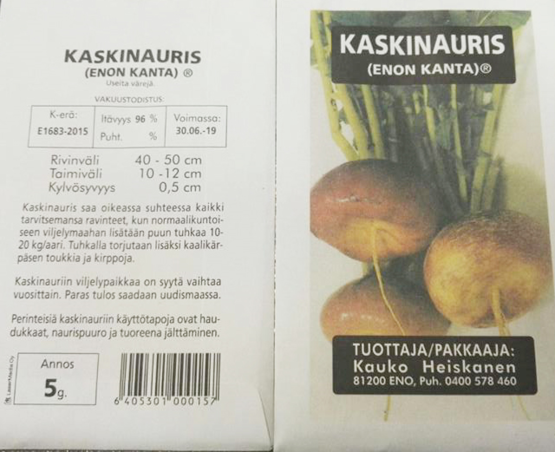 KASKINAURIS
(ENON KANTA) ®
Useita värejä.
VAKUUSTODISTUS:
K-erä:
E1683-2015
Itävyys 96 %
Puht. %
Voimassa:
30.06.-19
Rivinväli 40 - 50 cm
Taimiväli 10 -12 cm
Kylvösyvyys 0,5 cm
Kaskinauris saa oikeassa suhteessa kaikki
tarvitsemansa ravinteet, kun normaalikuntoi-
seen viljelymaahan lisätään puun tuhkaa 10-
20 kg/aari. Tuhkalla torjutaan lisäksi kaalikär-
päsen toukkia ja kirppoja.
Kaskinauriin viljelypaikkaa on syytä vaihtaa
vuosittain. Paras tulos saadaan uudismaassa.
Perinteisiä kaskinauriin käyttötapoja ovat hau-
dukkaat, naurispuuro ja tuoreena jälttäminen.
LaserMedia Oy
Annos
5g.
6 405301 000157
KASKINAURIS
(ENON KANTA)®
TUOTTAJA/PAKKAAJA:
Kauko Heiskanen
81200 ENO, Puh. 0400 578 460